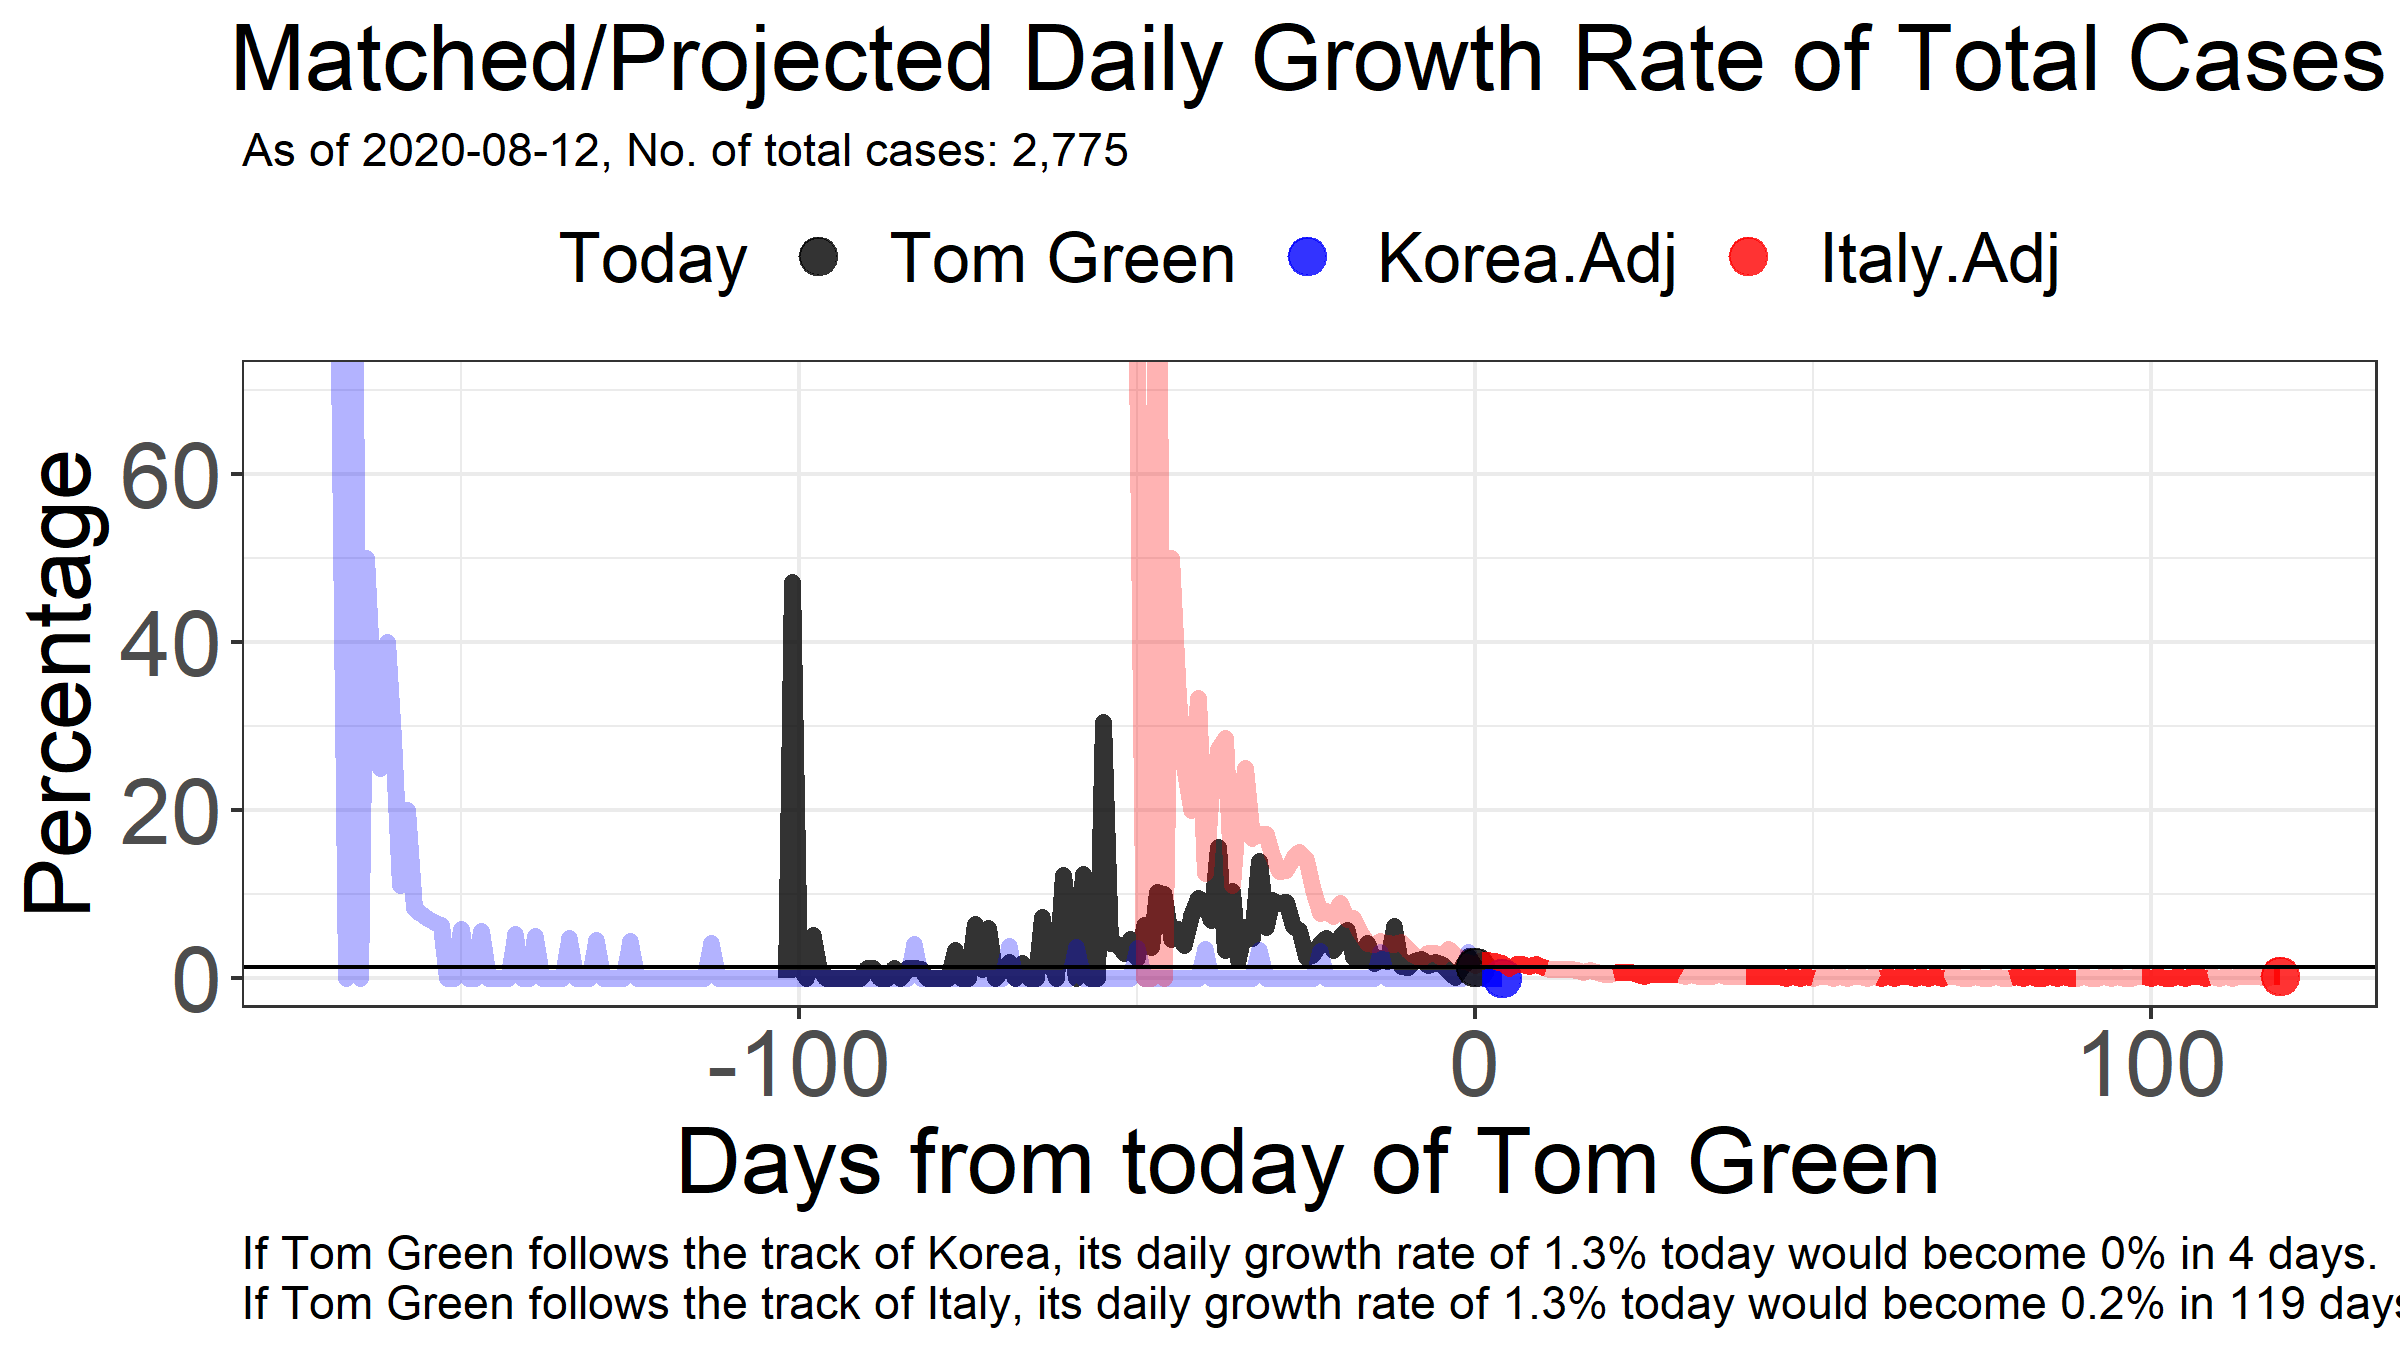 Matched/Projected Daily Growth Rate of Total Cases
As of 2020-08-12, No. of total cases: 2,775
Today Tom Green Korea.Adj Italy.Adj
Percentage
60
40
20
0
-100 0 100
Days from today of Tom Green
If Tom Green follows the track of Korea, its daily growth rate of 1.3% today would become 0% in 4 days.
If Tom Green follows the track of Italy, its daily growth rate of 1.3% today would become 0.2% in 119 days